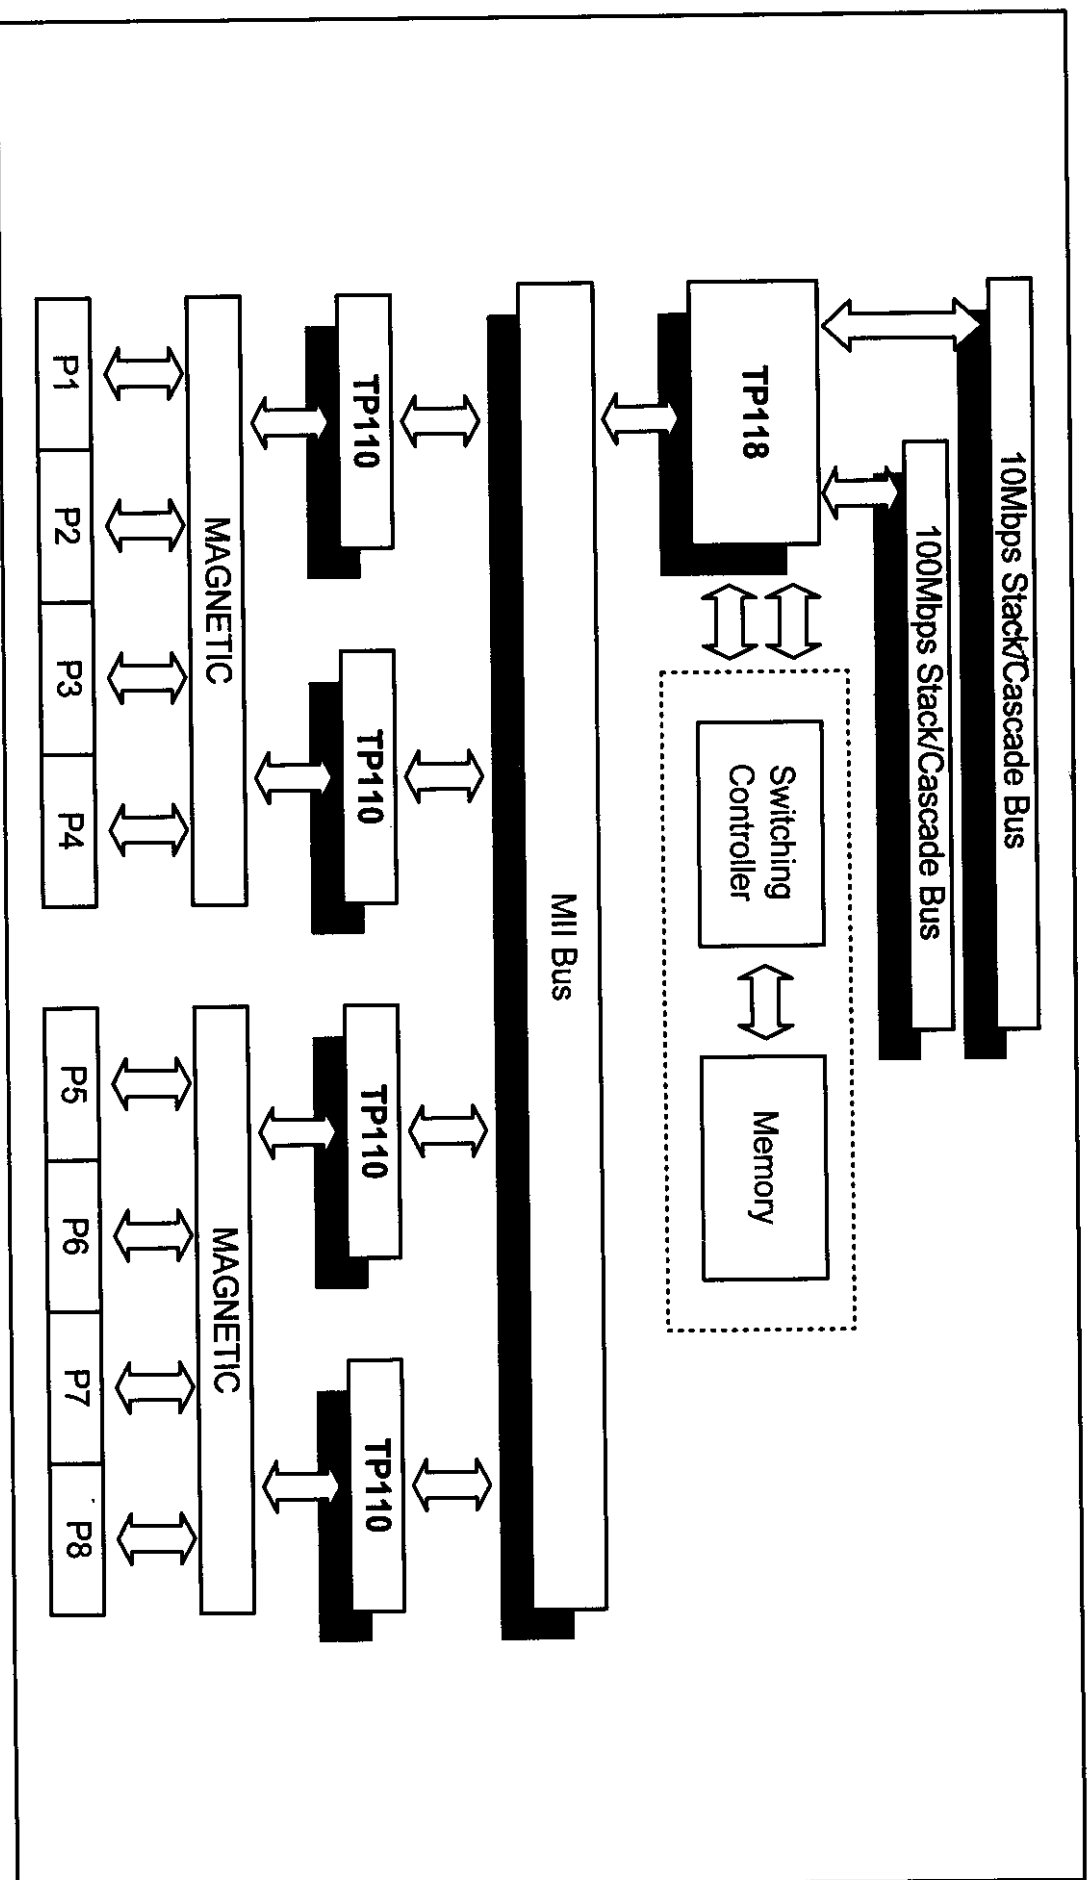 10Mbps Stack/Cascade Bus
100Mbps Stack/Cascade Bus
TP118
Switching
Controller
Memory
MII Bus
TP110
TP110
TP110
TP110
MAGNETIC
MAGNETIC
P1
P2
P3
P4
P5
P6
P7
P8